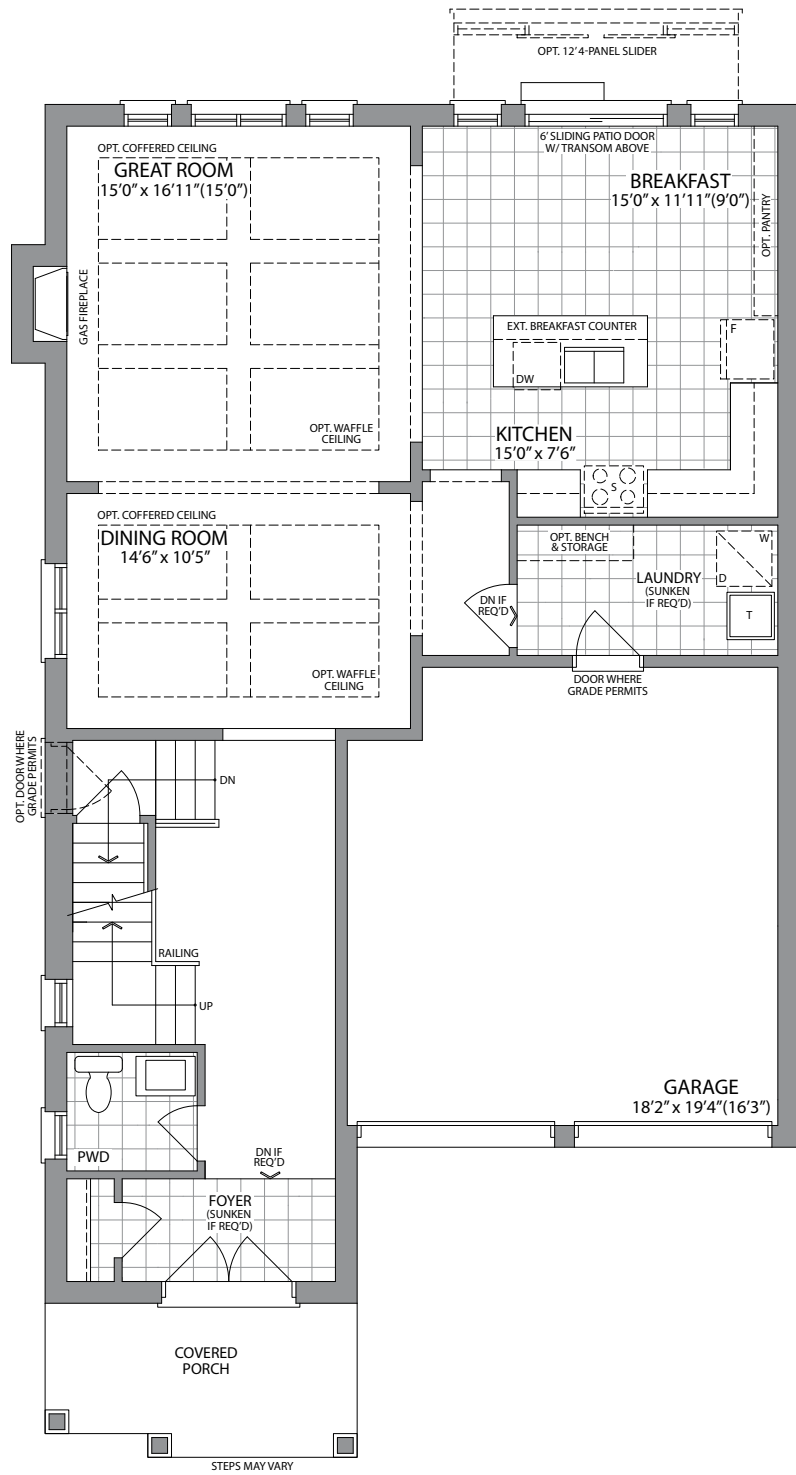 OPT. 12' 4-PANEL SLIDER
6' SLIDING PATIO DOOR
W/ TRANSOM ABOVE
OPT. COFFERED CEILING
GREAT ROOM
15'0" x 16'11"(15'0")
BREAKFAST
15'0" x 11'11"(9'0")
OPT. PANTRY
GAS FIREPLACE
EXT. BREAKFAST COUNTER
F
DW
OPT. WAFFLE
CEILING
KITCHEN
15'0" x 7'6"
S
OPT. COFFERED CEILING
DINING ROOM
14'6" x 10'5"
OPT. BENCH
& STORAGE
W
D
LAUNDRY
(SUNKEN
IF REQ'D)
DN IF
REQ'D
T
OPT. WAFFLE
CEILING
DOOR WHERE
GRADE PERMITS
OPT. DOOR WHERE
GRADE PERMITS
DN
RAILING
UP
GARAGE
18'2" x 19'4"(16'3")
PWD
DN IF
REQ'D
FOYER
(SUNKEN
IF REQ'D)
COVERED
PORCH
STEPS MAY VARY